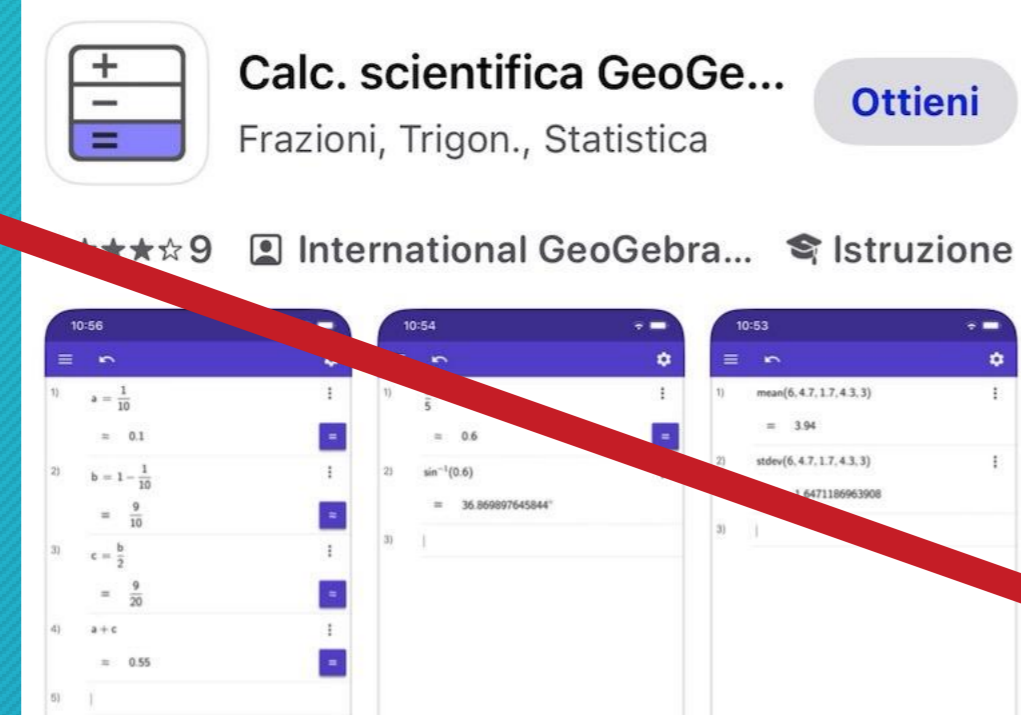 +
−
=
Calc. scientifica GeoGe...
Ottieni
Frazioni, Trigon., Statistica
★★☆ 9
International GeoGebra...
Istruzione
10:56
1) a = 1/10
≈ 0.1
=
2) b = 1 − 1/10
= 9/10
≈
3) c = b/2
= 9/20
≈
4) a + c
≈ 0.55
=
5)
10:54
1) 5
≈ 0.6
=
2) sin⁻¹(0.6)
= 36.869897645844°
3)
10:53
1) mean(6, 4.7, 1.7, 4.3, 3)
= 3.94
2) stdev(6, 4.7, 1.7, 4.3, 3)
1.6471186963908
3)